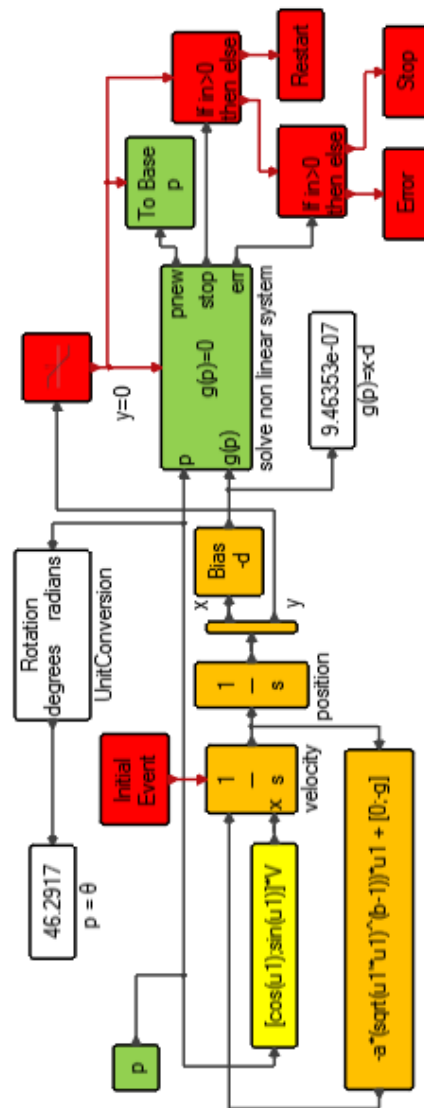 p
46.2917
p = θ
Rotation
degrees radians
UnitConversion
Initial
Event
[cos(u1);sin(u1)]*V
1
—
x s
velocity
-a*(sqrt(u1'*u1)^(b-1))*u1 + [0;-g]
1
—
s
position
x
y
Bias
-d
y=0
p
g(p)
g(p)=0
pnew
stop
err
solve non linear system
9.46353e-07
g(p)=x-d
To Base
p
If in>0
then else
Restart
If in>0
then else
Error
Stop